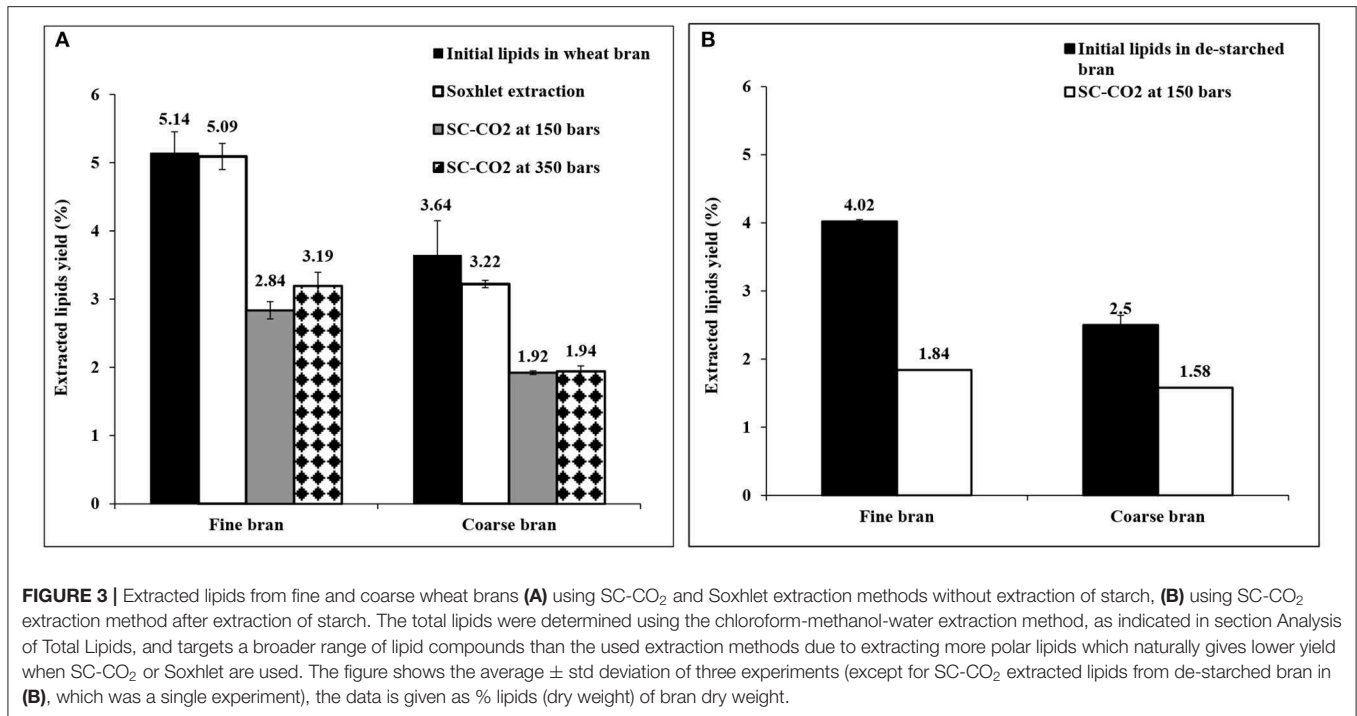 A
Initial lipids in wheat bran
Soxhlet extraction
SC-CO2 at 150 bars
SC-CO2 at 350 bars
Extracted lipids yield (%)
6
5
4
3
2
1
0
5.14
5.09
2.84
3.19
3.64
3.22
1.92
1.94
Fine bran
Coarse bran
B
Initial lipids in de-starched
bran
SC-CO2 at 150 bars
Extracted lipids yield (%)
6
5
4
3
2
1
0
4.02
1.84
2.5
1.58
Fine bran
Coarse bran
FIGURE 3 | Extracted lipids from fine and coarse wheat brans (A) using SC-CO₂ and Soxhlet extraction methods without extraction of starch, (B) using SC-CO₂
extraction method after extraction of starch. The total lipids were determined using the chloroform-methanol-water extraction method, as indicated in section Analysis
of Total Lipids, and targets a broader range of lipid compounds than the used extraction methods due to extracting more polar lipids which naturally gives lower yield
when SC-CO₂ or Soxhlet are used. The figure shows the average ± std deviation of three experiments (except for SC-CO₂ extracted lipids from de-starched bran in
(B), which was a single experiment), the data is given as % lipids (dry weight) of bran dry weight.